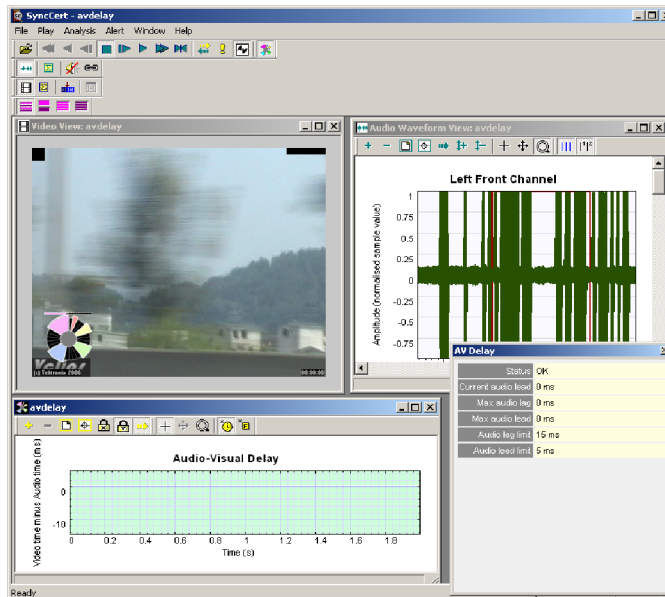 SyncCert - avdelay
File Play Analysis Alert Window Help
Video View: avdelay
(c) Tektronix 2006
00:00:00
Audio Waveform View: avdelay
Left Front Channel
Amplitude (normalised sample value)
1
0.75
0.5
0.25
0
-0.25
-0.5
-0.75
AV Delay
Status OK
Current audio lead 0 ms
Max audio lag 0 ms
Max audio lead 0 ms
Audio lag limit 15 ms
Audio lead limit 5 ms
avdelay
Audio-Visual Delay
Video time minus Audio time (ms)
0
-10
0 0.2 0.4 0.6 0.8 1 1.2 1.4 1.6 1.8
Time (s)
Ready